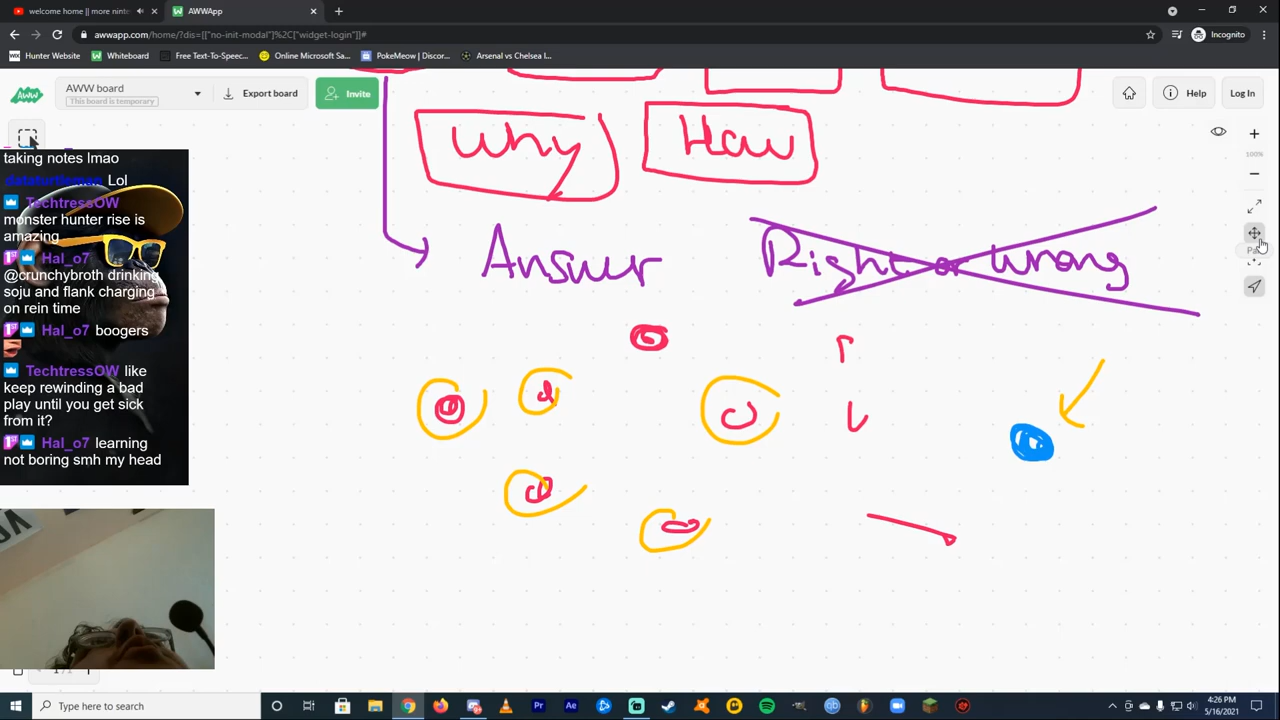 welcome home || more ninten
AWWApp
awwapp.com/home/?dis=[["no-init-modal"]%2C["widget-login"]]#
Incognito
Hunter Website
Whiteboard
Free Text-To-Speech...
Online Microsoft Sa...
PokeMeow | Discor...
Arsenal vs Chelsea I...
AWW
AWW board
This board is temporary
Export board
Invite
Help
Log In
100%
Why
How
taking notes lmao
Lol
TechtressOW
monster hunter rise is
amazing
Hal_o7
@crunchybroth drinking
soju and flank charging
on rein time
Hal_o7 boogers
TechtressOW like
keep rewinding a bad
play until you get sick
from it?
Hal_o7 learning
not boring smh my head
Answer
Right or wrong
Type here to search
4:26 PM
5/16/2021